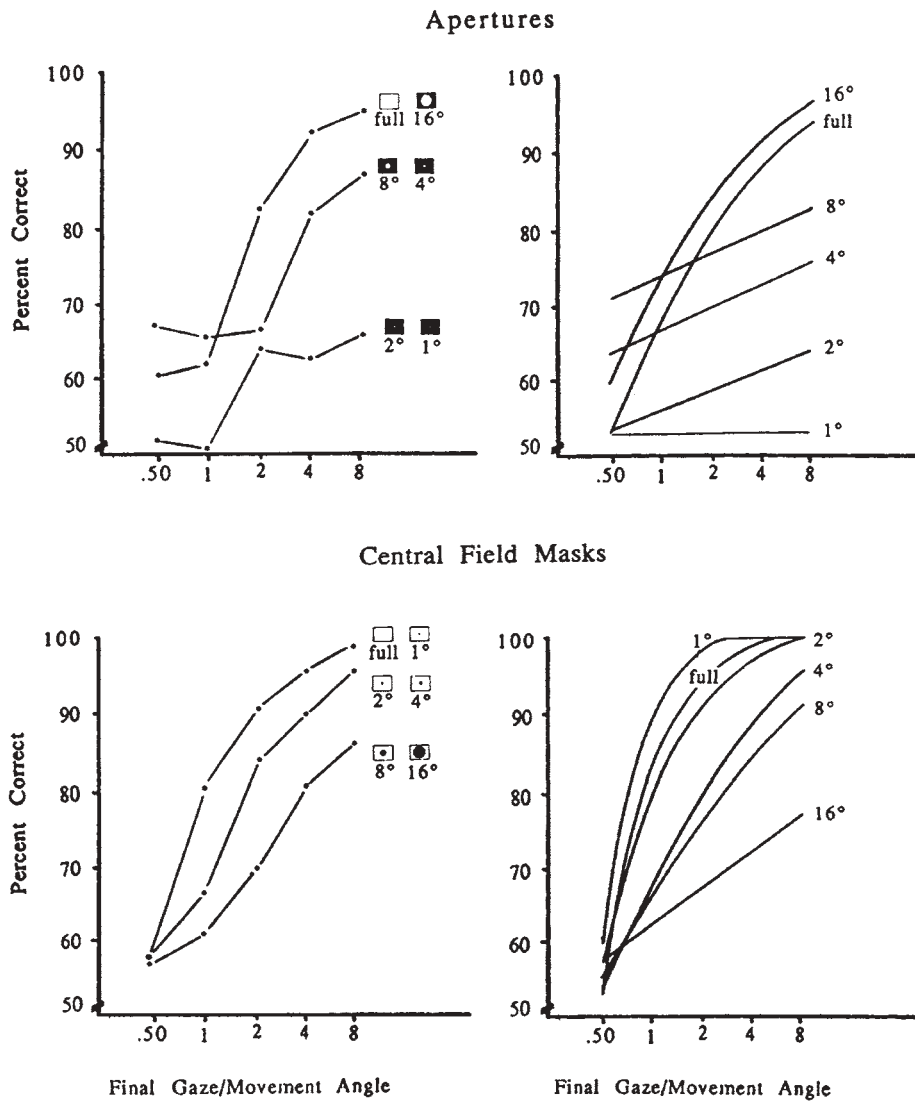 Apertures
Percent Correct
100
90
80
70
60
50
.50 1 2 4 8
full 16°
8° 4°
2° 1°
100
90
80
70
60
50
.50 1 2 4 8
16°
full
8°
4°
2°
1°
Central Field Masks
Percent Correct
100
90
80
70
60
50
.50 1 2 4 8
full 1°
2° 4°
8° 16°
Final Gaze/Movement Angle
100
90
80
70
60
50
.50 1 2 4 8
1°
full
2°
4°
8°
16°
Final Gaze/Movement Angle